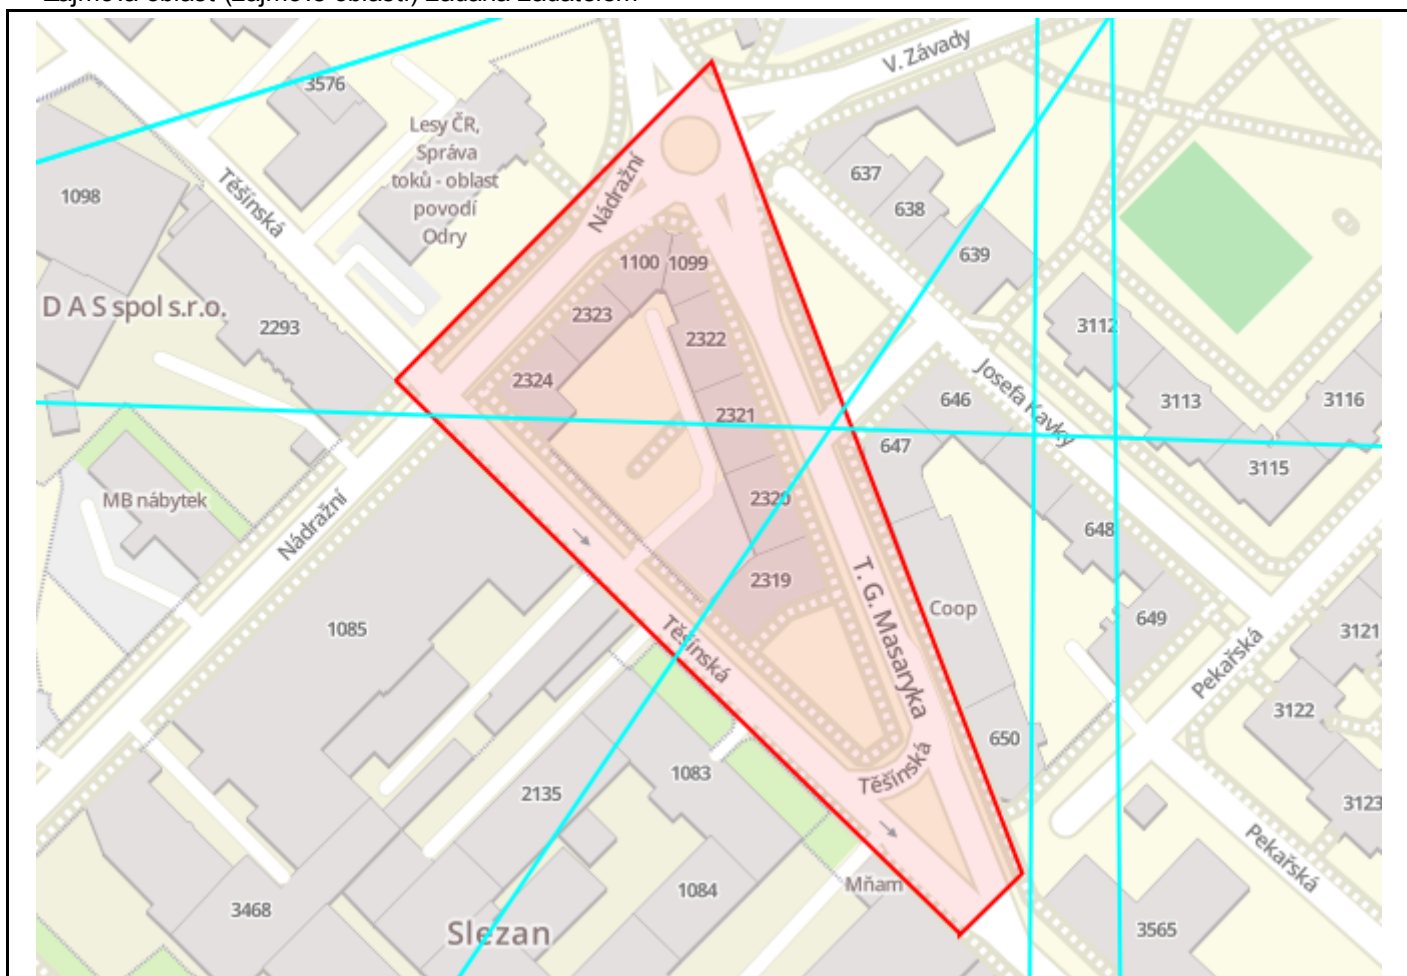 V. Závady
3576
Lesy ČR,
Správa
toků - oblast
povodí
Odry
637
638
639
1098
Těšínská
Nádražní
1100
1099
D A S spol s.r.o.
2293
2323
2322
2324
2321
3112
3113
3116
3115
Josefa Kavky
646
647
MB nábytek
Nádražní
2320
648
2319
T. G. Masaryka
Coop
649
3121
1085
Těšínská
Pekařská
3122
650
Těšínská
1083
2135
3123
Pekařská
Mňam
1084
3468
Slezan
3565